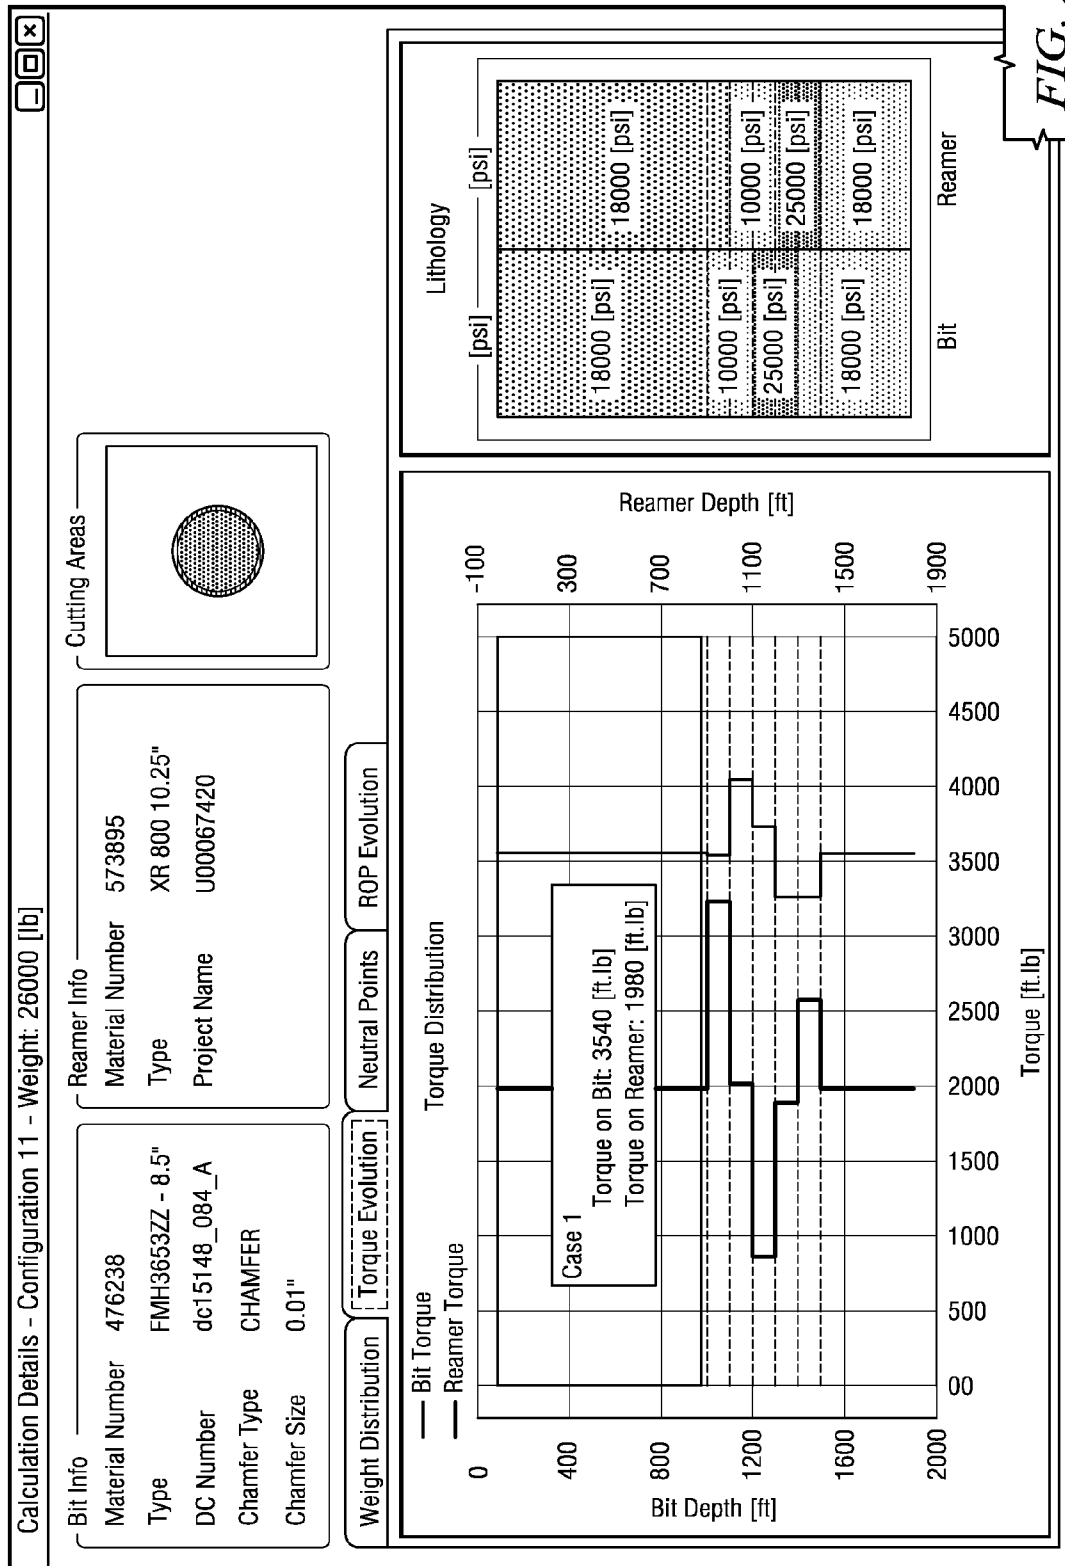 Calculation Details - Configuration 11 - Weight: 26000 [lb]
Bit Info
Material Number 476238
Type FMH3653ZZ - 8.5"
DC Number dc15148_084_A
Chamfer Type CHAMFER
Chamfer Size 0.01"
Reamer Info
Material Number 573895
Type XR 800 10.25"
Project Name U00067420
Cutting Areas
Weight Distribution
Torque Evolution
Neutral Points
ROP Evolution
Bit Torque
Reamer Torque
Torque Distribution
Case 1
Torque on Bit: 3540 [ft.lb]
Torque on Reamer: 1980 [ft.lb]
Bit Depth [ft]
0
400
800
1200
1600
2000
Reamer Depth [ft]
-100
300
700
1100
1500
1900
00 500 1000 1500 2000 2500 3000 3500 4000 4500 5000
Torque [ft.lb]
Lithology
[psi] [psi]
18000 [psi] 18000 [psi]
10000 [psi] 10000 [psi]
25000 [psi] 25000 [psi]
18000 [psi] 18000 [psi]
Bit Reamer
FIG.